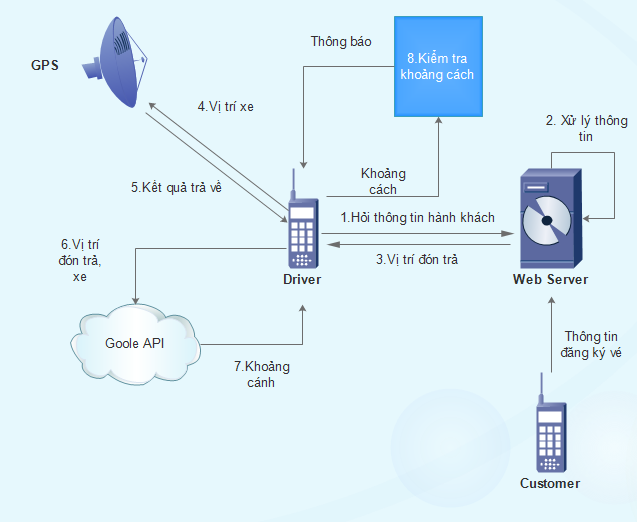 Thông báo
8.Kiểm tra
khoảng cách
GPS
4.Vị trí xe
2. Xử lý thông
tin
5.Kết quả trả về
Khoảng
cách
1.Hỏi thông tin hành khách
6.Vị trí
đón trả,
xe
3.Vị trí đón trả
Driver
Web Server
Goole API
7.Khoảng
cánh
Thông tin
đăng ký vé
Customer